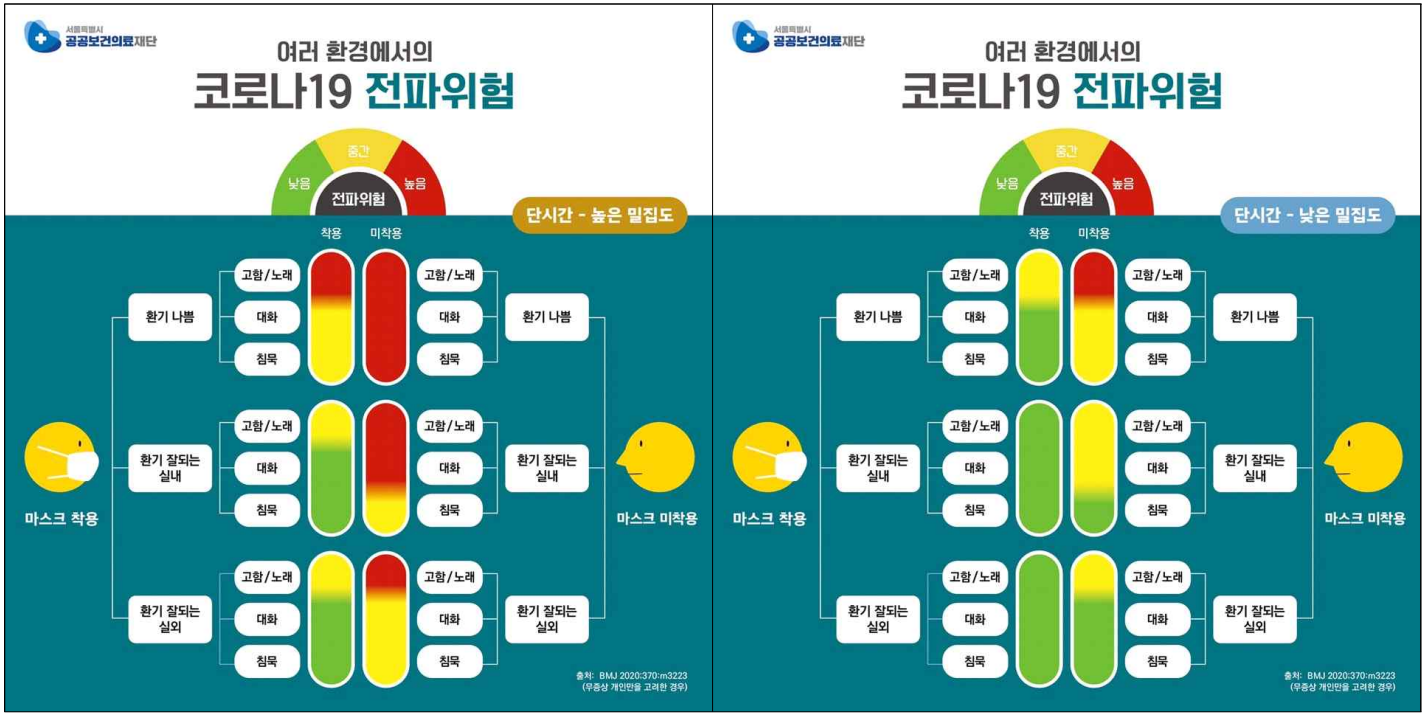 서울특별시
공공보건의료재단
여러 환경에서의
코로나19 전파위험
낮음
중간
높음
전파위험
단시간 - 높은 밀집도
착용
미착용
환기 나쁨
고함/노래
대화
침묵
고함/노래
대화
침묵
환기 나쁨
환기 잘되는
실내
고함/노래
대화
침묵
고함/노래
대화
침묵
환기 잘되는
실내
마스크 착용
마스크 미착용
환기 잘되는
실외
고함/노래
대화
침묵
고함/노래
대화
침묵
환기 잘되는
실외
출처: BMJ 2020:370:m3223
(무증상 개인만을 고려한 경우)
서울특별시
공공보건의료재단
여러 환경에서의
코로나19 전파위험
낮음
중간
높음
전파위험
단시간 - 낮은 밀집도
착용
미착용
환기 나쁨
고함/노래
대화
침묵
고함/노래
대화
침묵
환기 나쁨
환기 잘되는
실내
고함/노래
대화
침묵
고함/노래
대화
침묵
환기 잘되는
실내
마스크 착용
마스크 미착용
환기 잘되는
실외
고함/노래
대화
침묵
고함/노래
대화
침묵
환기 잘되는
실외
출처: BMJ 2020:370:m3223
(무증상 개인만을 고려한 경우)